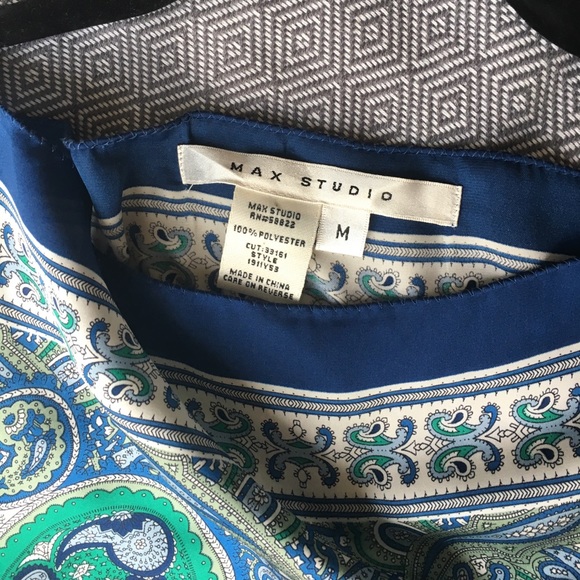 MAX STUDIO
MAX STUDIO
RN#58822
100%POLYESTER
CUT:33161
STYLE
1911Y53
MADE IN CHINA
CARE ON REVERSE
M